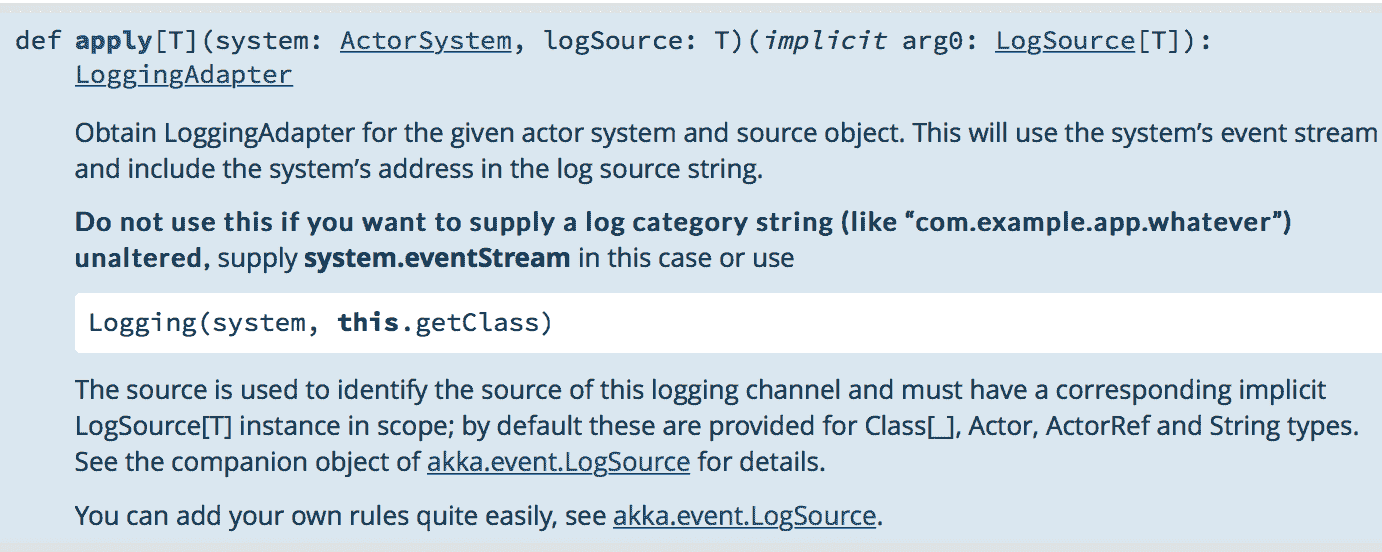 def apply[T](system: ActorSystem, logSource: T)(implicit arg0: LogSource[T]):
LoggingAdapter
Obtain LoggingAdapter for the given actor system and source object. This will use the system’s event stream
and include the system’s address in the log source string.
Do not use this if you want to supply a log category string (like “com.example.app.whatever”)
unaltered, supply system.eventStream in this case or use
Logging(system, this.getClass)
The source is used to identify the source of this logging channel and must have a corresponding implicit
LogSource[T] instance in scope; by default these are provided for Class[_], Actor, ActorRef and String types.
See the companion object of akka.event.LogSource for details.
You can add your own rules quite easily, see akka.event.LogSource.